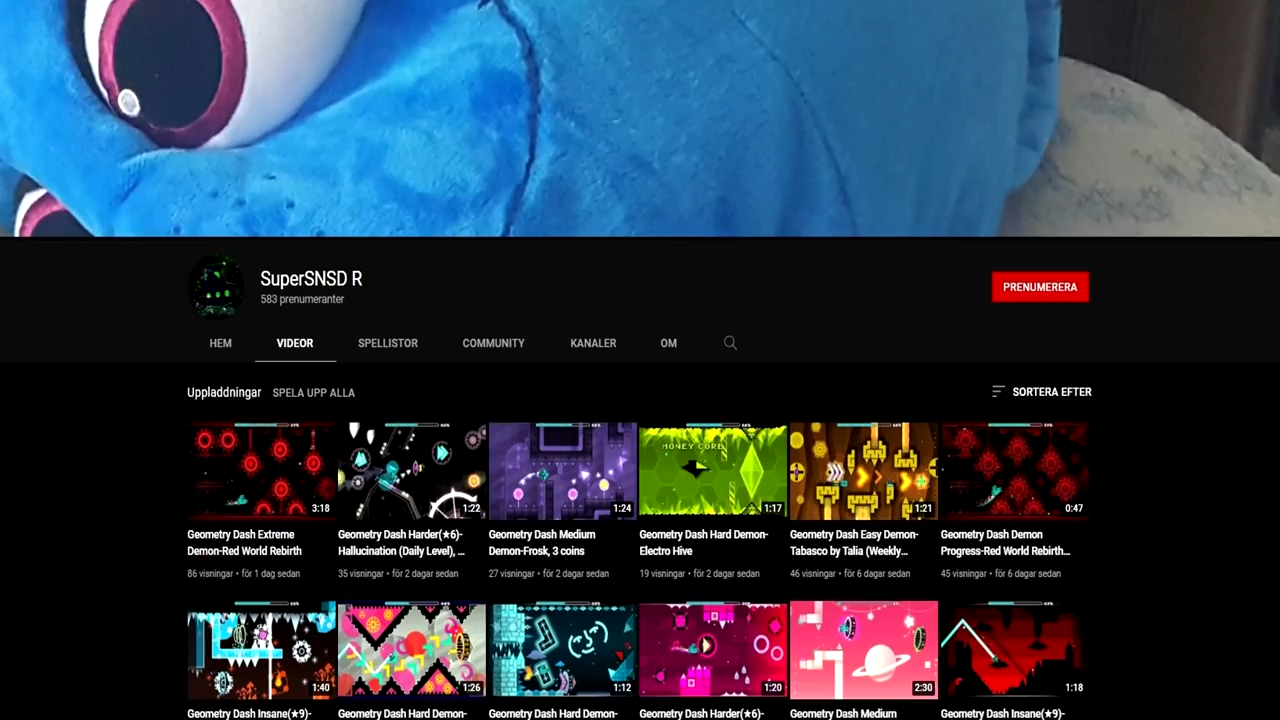 SuperSNSD R
583 prenumeranter
PRENUMERERA
HEM VIDEOR SPELLISTOR COMMUNITY KANALER OM
Uppladdningar SPELA UPP ALLA SORTERA EFTER
HONEY CORE
3:18 1:22 1:24 1:17 1:21 0:47
Geometry Dash Extreme Demon-Red World Rebirth
86 visningar • för 1 dag sedan
Geometry Dash Harder(★6)-
Hallucination (Daily Level), ...
35 visningar • för 2 dagar sedan
Geometry Dash Medium
Demon-Frosk, 3 coins
27 visningar • för 2 dagar sedan
Geometry Dash Hard Demon-
Electro Hive
19 visningar • för 2 dagar sedan
Geometry Dash Easy Demon-
Tabasco by Talia (Weekly...
46 visningar • för 6 dagar sedan
Geometry Dash Demon
Progress-Red World Rebirth...
45 visningar • för 6 dagar sedan
1:40 1:26 1:12 1:20 2:30 1:18
Geometry Dash Insane(★9)-
Geometry Dash Hard Demon-
Geometry Dash Hard Demon-
Geometry Dash Harder(★6)-
Geometry Dash Medium
Geometry Dash Insane(★9)-